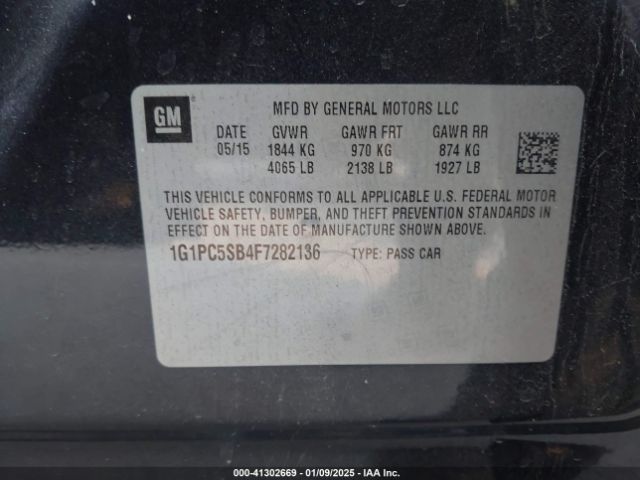 GM
MFD BY GENERAL MOTORS LLC
DATE GVWR GAWR FRT GAWR RR
05/15 1844 KG 970 KG 874 KG
4065 LB 2138 LB 1927 LB
THIS VEHICLE CONFORMS TO ALL APPLICABLE U.S. FEDERAL MOTOR
VEHICLE SAFETY, BUMPER, AND THEFT PREVENTION STANDARDS IN
EFFECT ON THE DATE OF MANUFACTURE SHOWN ABOVE.
1G1PC5SB4F7282136 TYPE: PASS CAR
000-41302669 - 01/09/2025 - IAA Inc.